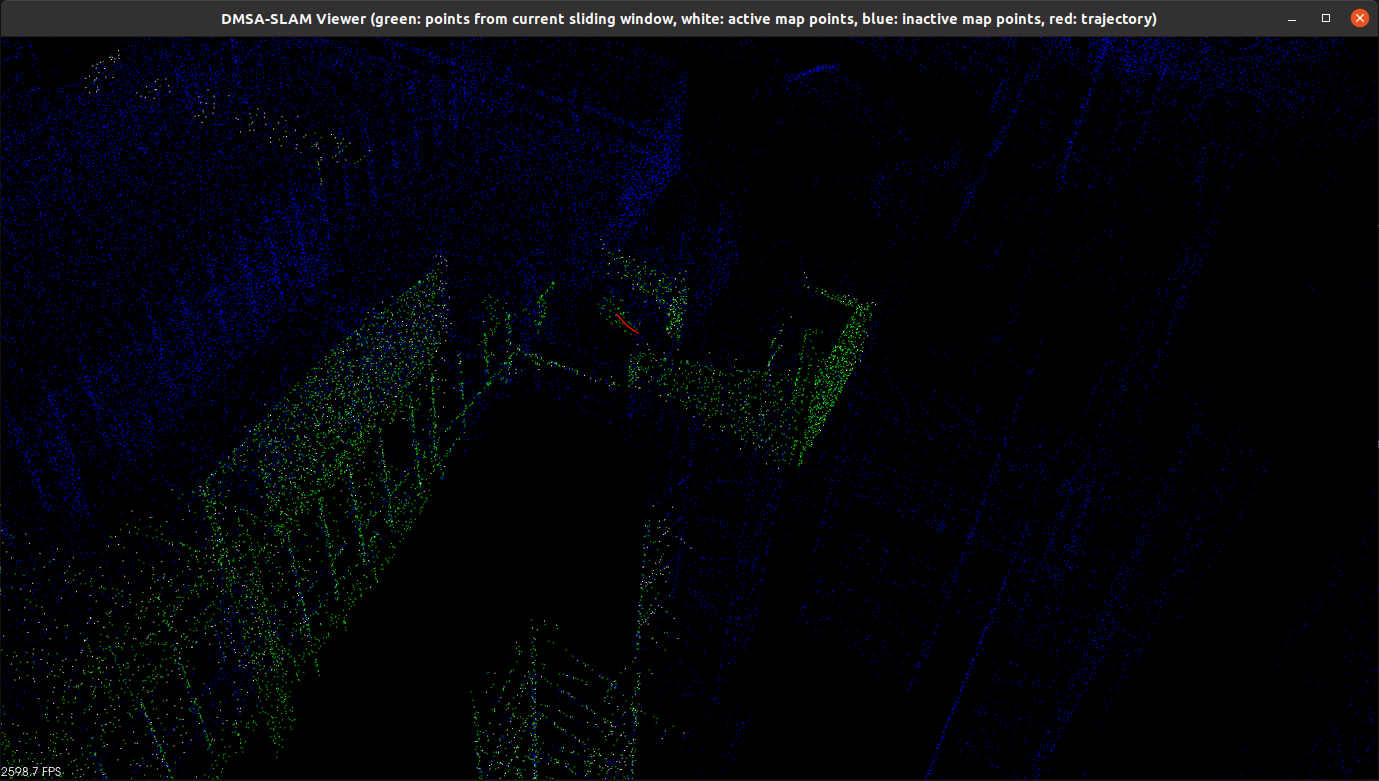 DMSA-SLAM Viewer (green: points from current sliding window, white: active map points, blue: inactive map points, red: trajectory)
2598.7 FPS